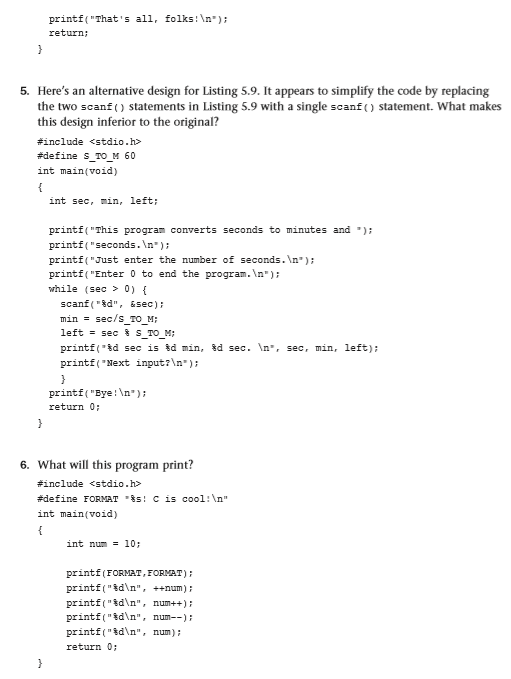 printf("That's all, folks!\n");
return;
}
5. Here's an alternative design for Listing 5.9. It appears to simplify the code by replacing
the two scanf() statements in Listing 5.9 with a single scanf() statement. What makes
this design inferior to the original?
#include <stdio.h>
#define S_TO_M 60
int main(void)
{
int sec, min, left;
printf("This program converts seconds to minutes and ");
printf("seconds.\n");
printf("Just enter the number of seconds.\n");
printf("Enter 0 to end the program.\n");
while (sec > 0) {
scanf("%d", &sec);
min = sec/S_TO_M;
left = sec % S_TO_M;
printf("%d sec is %d min, %d sec. \n", sec, min, left);
printf("Next input?\n");
}
printf("Bye!\n");
return 0;
}
6. What will this program print?
#include <stdio.h>
#define FORMAT "%s! C is cool!\n"
int main(void)
{
int num = 10;
printf(FORMAT,FORMAT);
printf("%d\n", ++num);
printf("%d\n", num++);
printf("%d\n", num--);
printf("%d\n", num);
return 0;
}